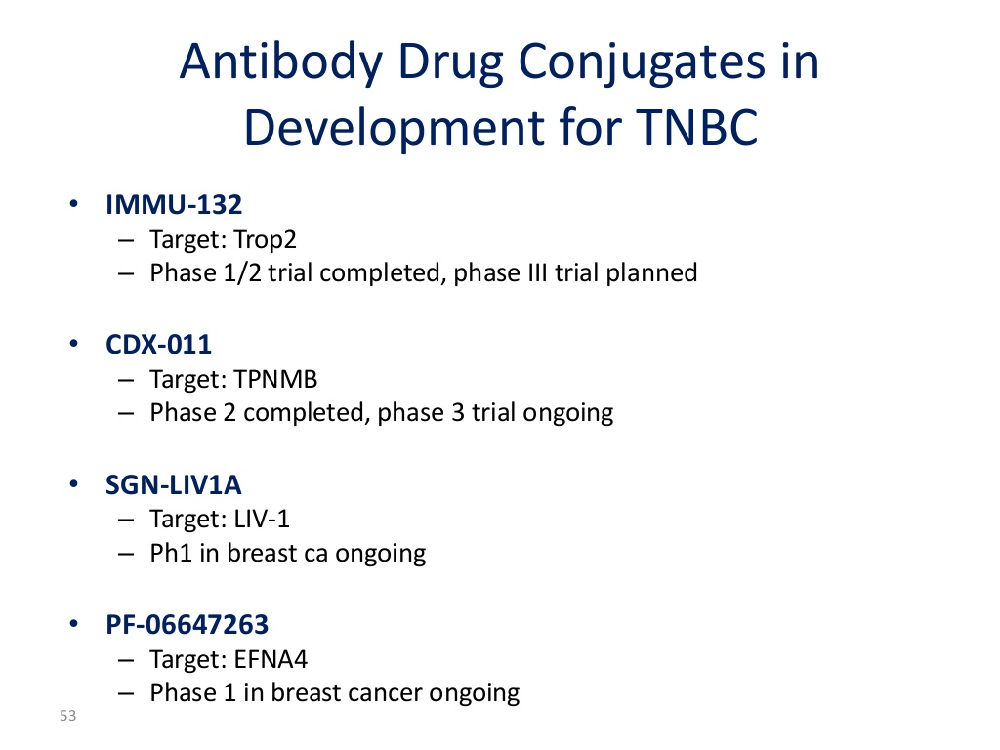 Antibody Drug Conjugates in
Development for TNBC
• IMMU-132
– Target: Trop2
– Phase 1/2 trial completed, phase III trial planned
• CDX-011
– Target: TPNMB
– Phase 2 completed, phase 3 trial ongoing
• SGN-LIV1A
– Target: LIV-1
– Ph1 in breast ca ongoing
• PF-06647263
– Target: EFNA4
– Phase 1 in breast cancer ongoing
53